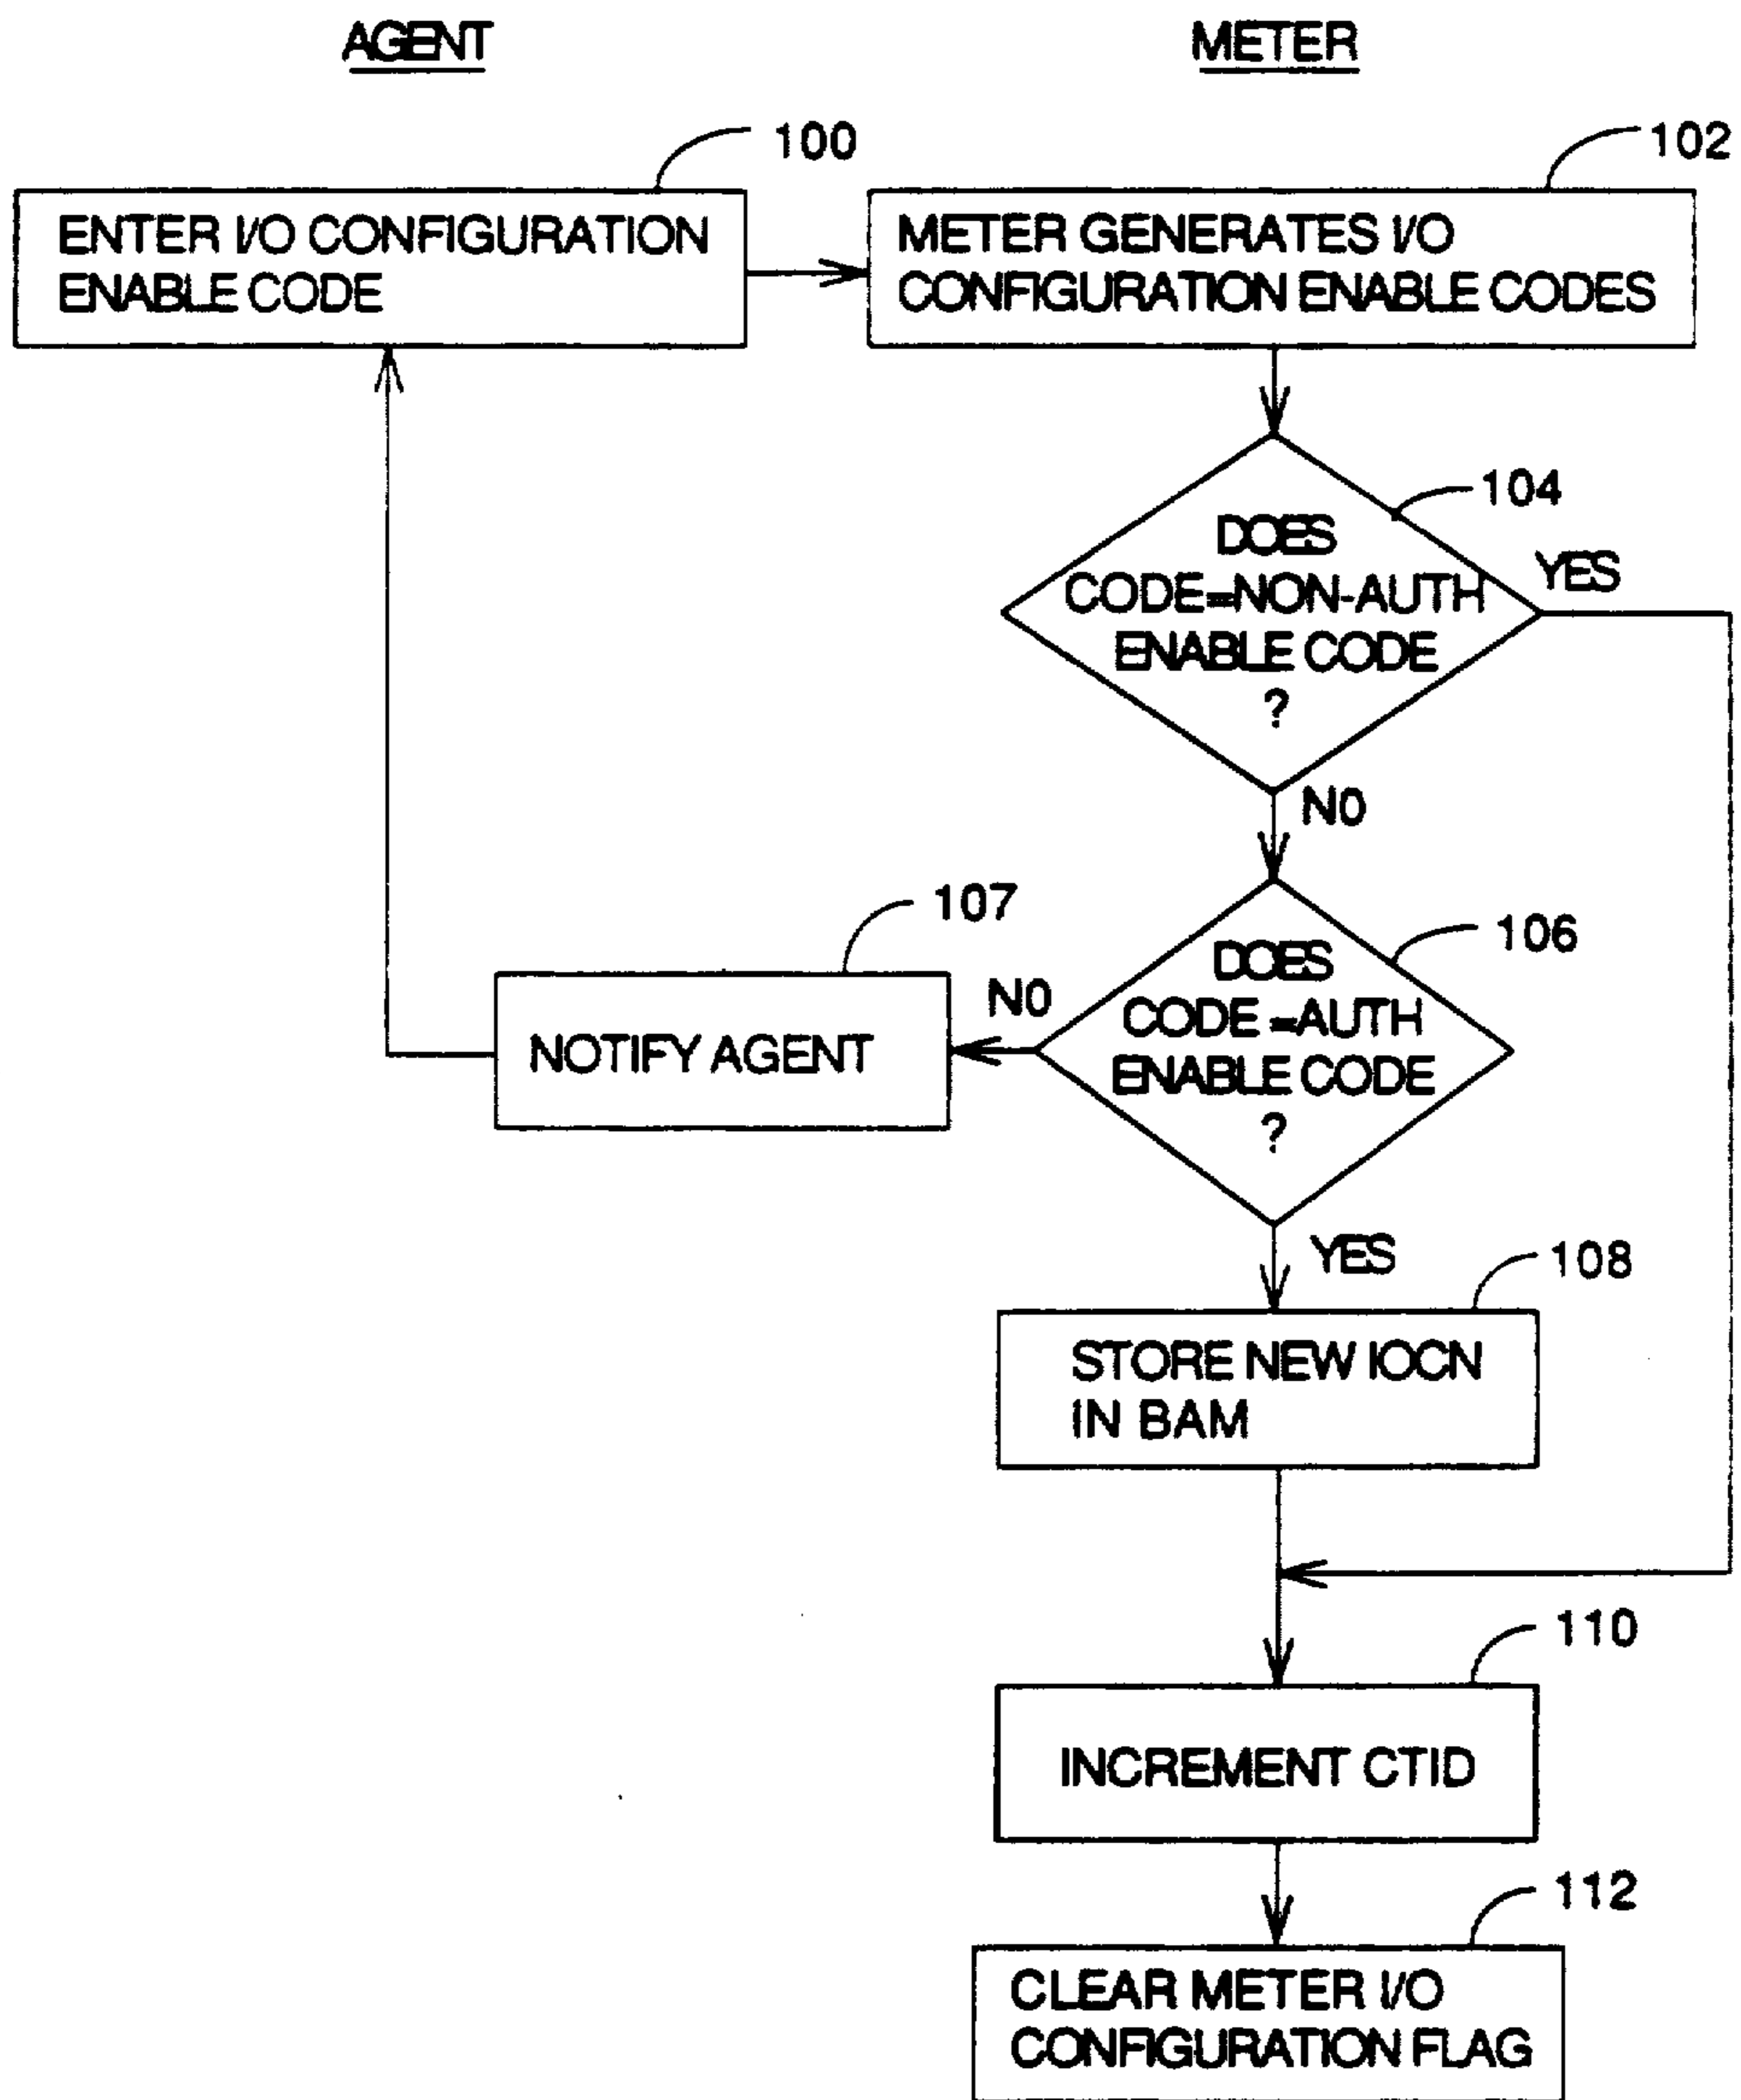 AGENT
METER
100
102
ENTER I/O CONFIGURATION
ENABLE CODE
METER GENERATES I/O
CONFIGURATION ENABLE CODES
104
DOES
CODE=NON-AUTH
ENABLE CODE
?
YES
NO
107
106
DOES
CODE =AUTH
ENABLE CODE
?
NO
NOTIFY AGENT
YES
108
STORE NEW IOCN
IN BAM
110
INCREMENT CTID
112
CLEAR METER I/O
CONFIGURATION FLAG